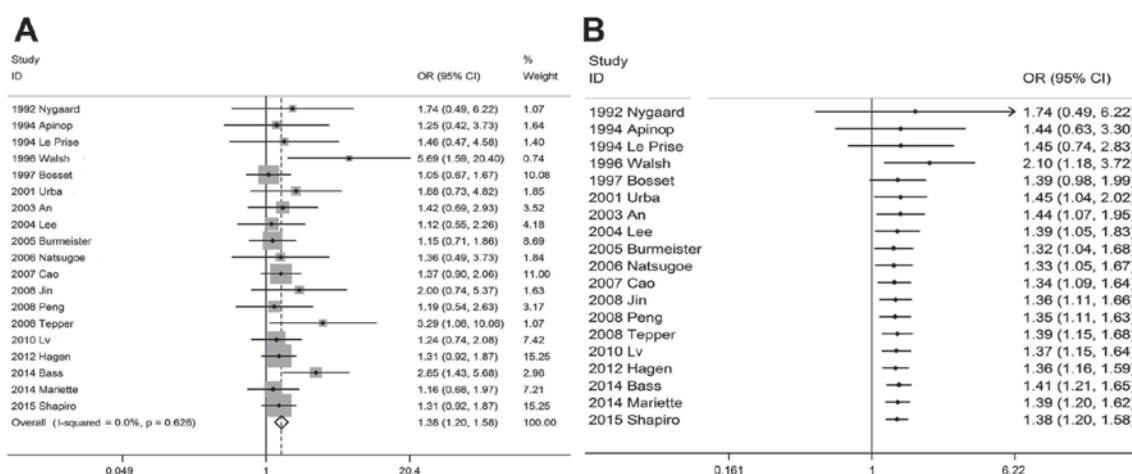 A
Study
ID OR (95% CI) % Weight
1992 Nygaard 1.74 (0.49, 6.22) 1.07
1994 Apinop 1.25 (0.42, 3.73) 1.64
1994 Le Prise 1.46 (0.47, 4.58) 1.40
1996 Walsh 5.69 (1.59, 20.40) 0.74
1997 Bosset 1.05 (0.67, 1.67) 10.08
2001 Urba 1.88 (0.73, 4.82) 1.85
2003 An 1.42 (0.69, 2.93) 3.52
2004 Lee 1.12 (0.55, 2.26) 4.18
2005 Burmeister 1.15 (0.71, 1.86) 8.69
2006 Natsugoe 1.36 (0.49, 3.73) 1.84
2007 Cao 1.37 (0.90, 2.06) 11.00
2008 Jin 2.00 (0.74, 5.37) 1.63
2008 Peng 1.19 (0.54, 2.63) 3.17
2008 Tepper 3.29 (1.08, 10.06) 1.07
2010 Lv 1.24 (0.74, 2.08) 7.42
2012 Hagen 1.31 (0.92, 1.87) 15.25
2014 Bass 2.85 (1.43, 5.68) 2.96
2014 Mariette 1.16 (0.68, 1.97) 7.21
2015 Shapiro 1.31 (0.92, 1.87) 15.25
Overall (I-squared = 0.0%, p = 0.626) 1.38 (1.20, 1.58) 100.00
0.049 1 20.4
B
Study
ID OR (95% CI)
1992 Nygaard 1.74 (0.49, 6.22)
1994 Apinop 1.44 (0.63, 3.30)
1994 Le Prise 1.45 (0.74, 2.83)
1996 Walsh 2.10 (1.18, 3.72)
1997 Bosset 1.39 (0.98, 1.99)
2001 Urba 1.45 (1.04, 2.02)
2003 An 1.44 (1.07, 1.95)
2004 Lee 1.39 (1.05, 1.83)
2005 Burmeister 1.32 (1.04, 1.68)
2006 Natsugoe 1.33 (1.05, 1.67)
2007 Cao 1.34 (1.09, 1.64)
2008 Jin 1.36 (1.11, 1.66)
2008 Peng 1.35 (1.11, 1.63)
2008 Tepper 1.39 (1.15, 1.68)
2010 Lv 1.37 (1.15, 1.64)
2012 Hagen 1.36 (1.16, 1.59)
2014 Bass 1.41 (1.21, 1.65)
2014 Mariette 1.39 (1.20, 1.62)
2015 Shapiro 1.38 (1.20, 1.58)
0.161 1 6.22